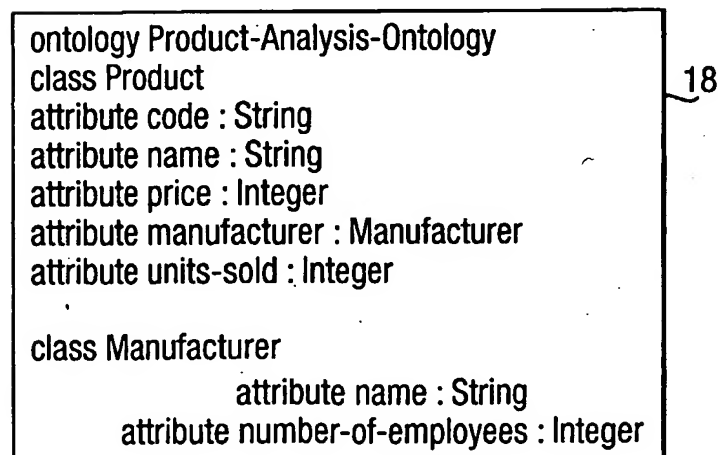 ontology Product-Analysis-Ontology
class Product
attribute code : String
attribute name : String
attribute price : Integer
attribute manufacturer : Manufacturer
attribute units-sold : Integer
class Manufacturer
attribute name : String
attribute number-of-employees : Integer
18